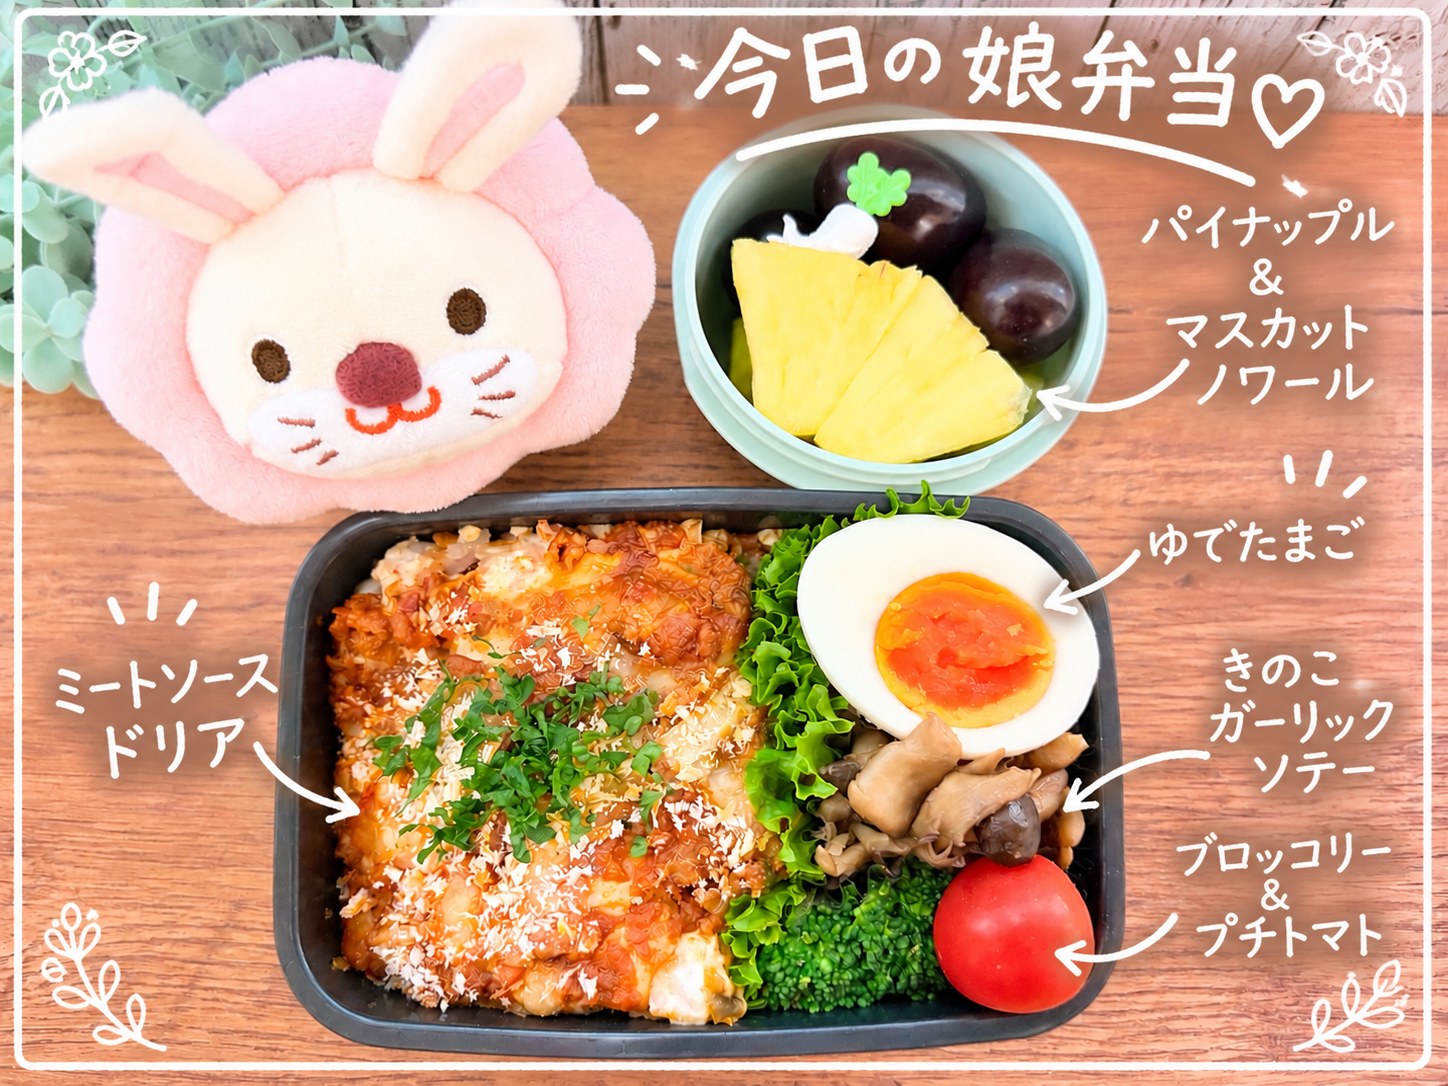 今日の娘弁当♡
パイナップル
&
マスカット
ノワール
ゆでたまご
ミートソース
ドリア
きのこ
ガーリック
ソテー
ブロッコリー
&
プチトマト